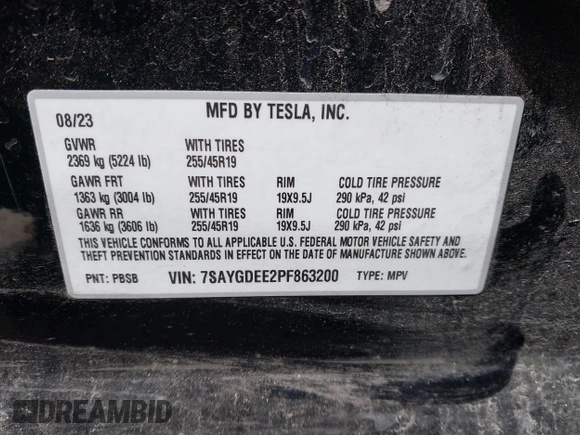 MFD BY TESLA, INC.
08/23
GVWR WITH TIRES
2369 kg (5224 lb) 255/45R19
GAWR FRT WITH TIRES RIM COLD TIRE PRESSURE
1363 kg (3004 lb) 255/45R19 19X9.5J 290 kPa, 42 psi
GAWR RR WITH TIRES RIM COLD TIRE PRESSURE
1636 kg (3606 lb) 255/45R19 19X9.5J 290 kPa, 42 psi
THIS VEHICLE CONFORMS TO ALL APPLICABLE U.S. FEDERAL MOTOR VEHICLE SAFETY AND
THEFT PREVENTION STANDARDS IN EFFECT ON THE DATE OF MANUFACTURE SHOWN ABOVE.
PNT: PBSB VIN: 7SAYGDEE2PF863200 TYPE: MPV
DREAMBID